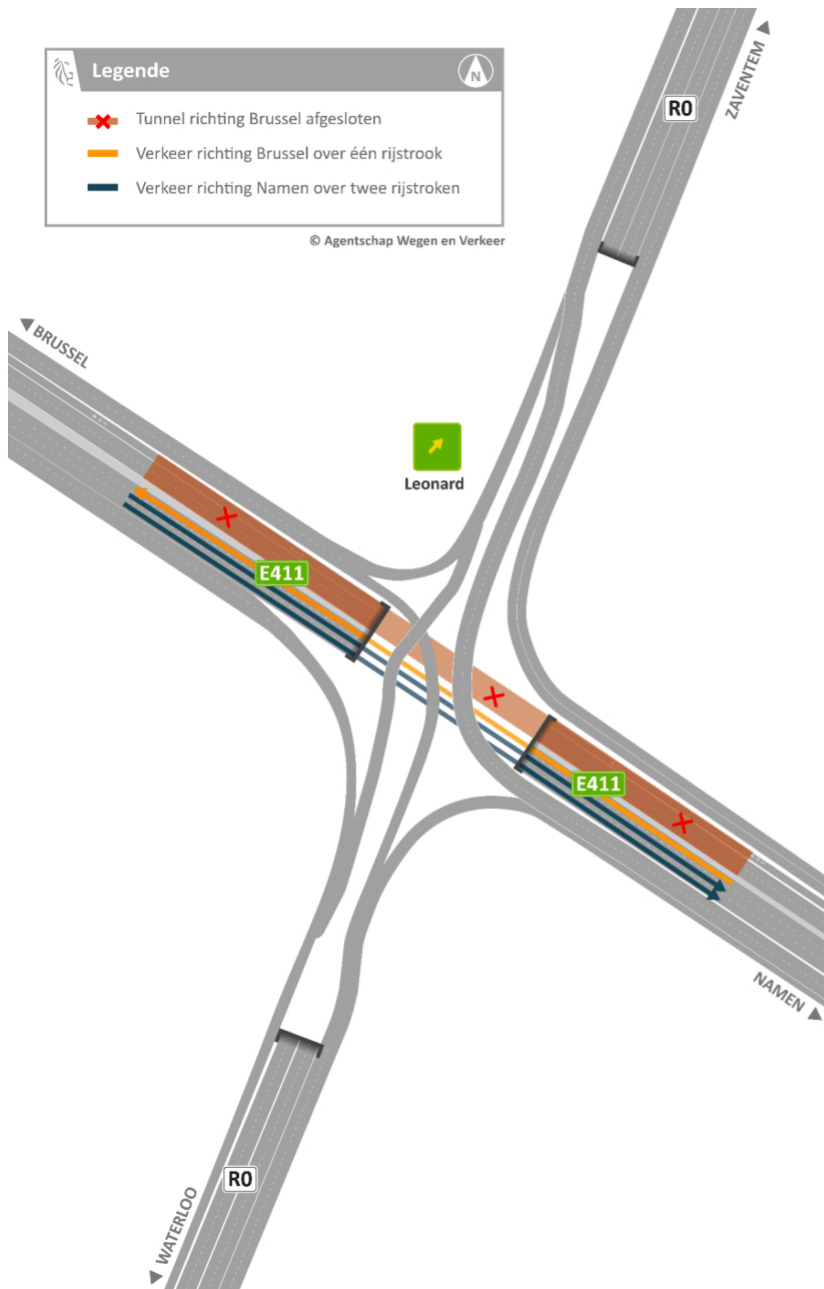 Legende
N
Tunnel richting Brussel afgesloten
Verkeer richting Brussel over één rijstrook
Verkeer richting Namen over twee rijstroken
© Agentschap Wegen en Verkeer
ZAVENTEM
R0
BRUSSEL
Leonard
E411
E411
NAMEN
R0
WATERLOO